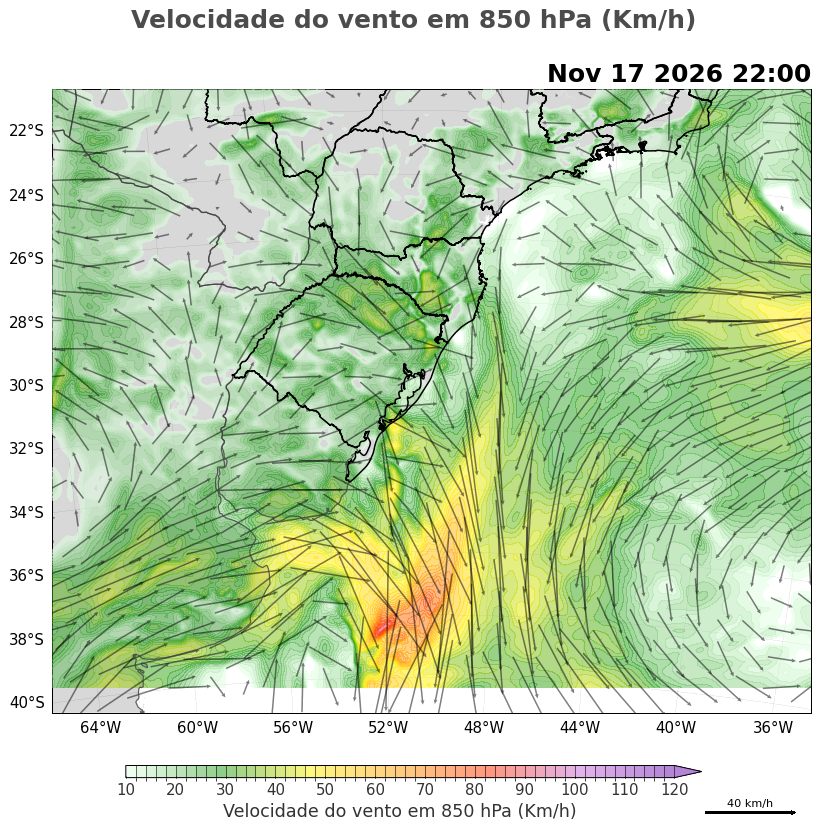 Velocidade do vento em 850 hPa (Km/h)
Nov 17 2026 22:00
22°S
24°S
26°S
28°S
30°S
32°S
34°S
36°S
38°S
40°S
64°W 60°W 56°W 52°W 48°W 44°W 40°W 36°W
10 20 30 40 50 60 70 80 90 100 110 120
Velocidade do vento em 850 hPa (Km/h)
40 km/h